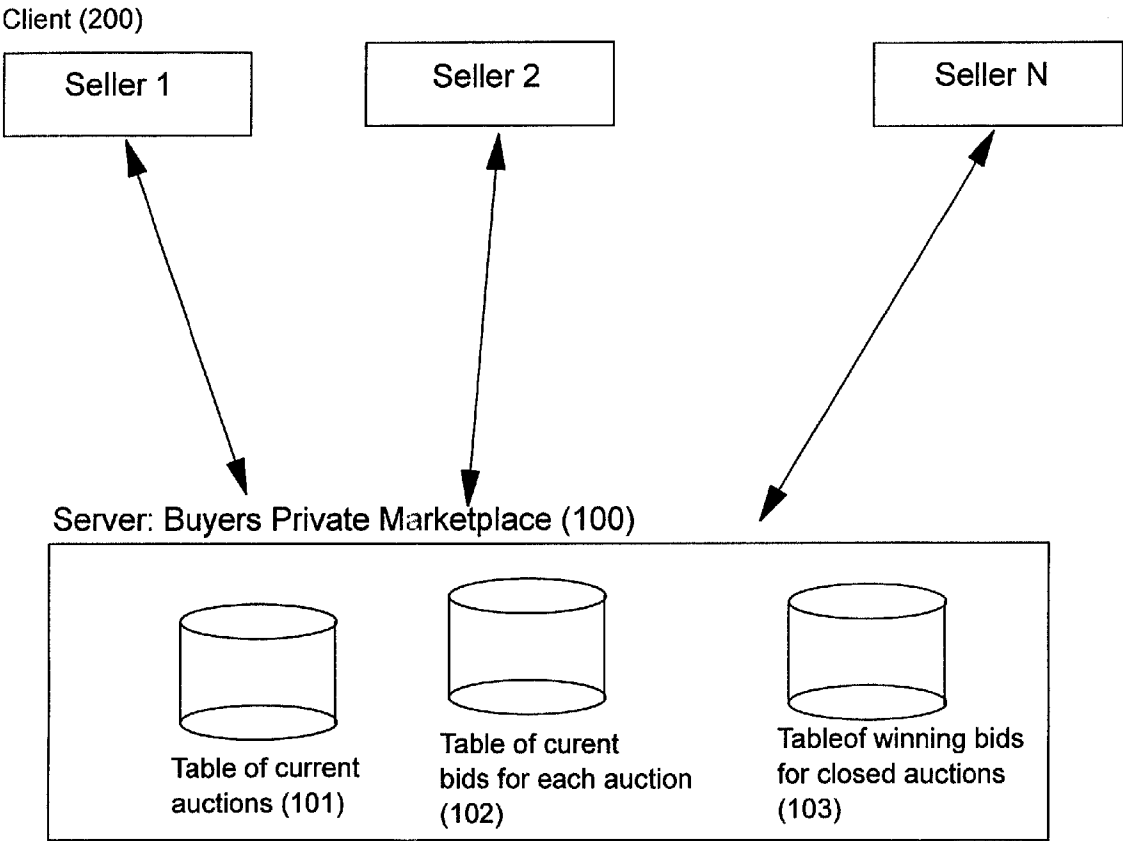 Client (200)
Seller 1
Seller 2
Seller N
Server: Buyers Private Marketplace (100)
Table of current
auctions (101)
Table of curent
bids for each auction
(102)
Tableof winning bids
for closed auctions
(103)